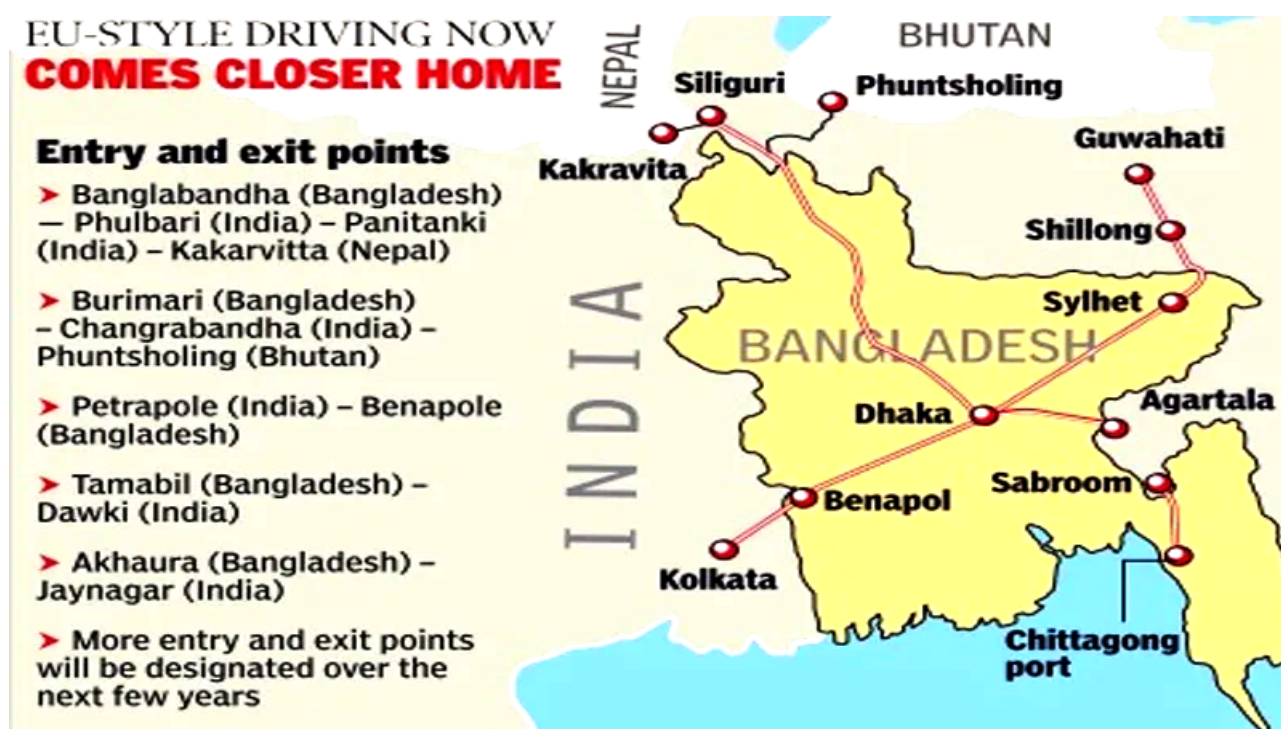 EU-STYLE DRIVING NOW
COMES CLOSER HOME
Entry and exit points
➤ Banglabandha (Bangladesh)
— Phulbari (India) – Panitanki
(India) – Kakarvitta (Nepal)
➤ Burimari (Bangladesh)
– Changrabandha (India) –
Phuntsholing (Bhutan)
➤ Petrapole (India) – Benapole
(Bangladesh)
➤ Tamabil (Bangladesh) –
Dawki (India)
➤ Akhaura (Bangladesh) –
Jaynagar (India)
➤ More entry and exit points
will be designated over the
next few years
NEPAL
BHUTAN
Siliguri
Phuntsholing
Kakravita
Guwahati
Shillong
Sylhet
INDIA
BANGLADESH
Dhaka
Agartala
Sabroom
Benapol
Kolkata
Chittagong
port